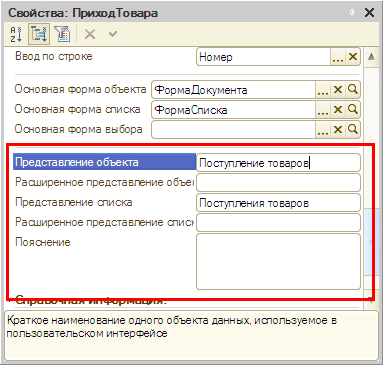 Свойства: ПриходТовара
Ввод по строке Номер
Основная форма объекта ФормаДокумента
Основная форма списка ФормаСписка
Основная форма выбора
Представление объекта Поступление товаров
Расширенное представление объек
Представление списка Поступления товаров
Расширенное представление списк
Пояснение
Справочная информация:
Краткое наименование одного объекта данных, используемое в
пользовательском интерфейсе